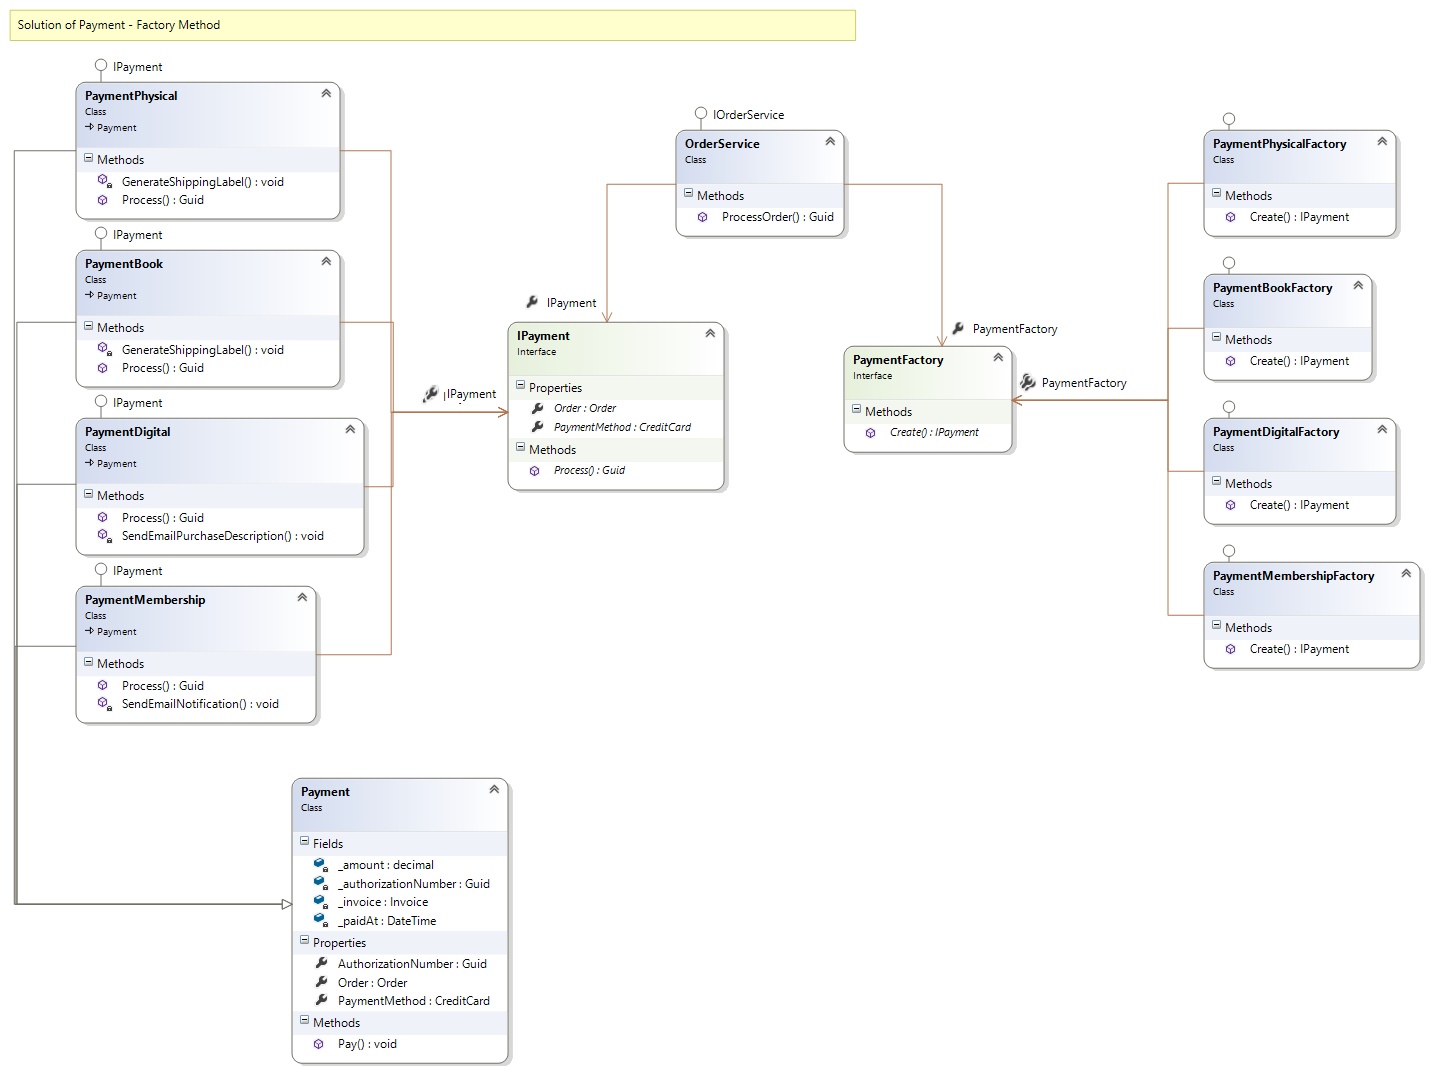 Solution of Payment - Factory Method
IPayment
PaymentPhysical
Class
Payment
Methods
GenerateShippingLabel() : void
Process() : Guid
IPayment
PaymentBook
Class
Payment
Methods
GenerateShippingLabel() : void
Process() : Guid
IPayment
PaymentDigital
Class
Payment
Methods
Process() : Guid
SendEmailPurchaseDescription() : void
IPayment
PaymentMembership
Class
Payment
Methods
Process() : Guid
SendEmailNotification() : void
Payment
Class
Fields
_amount : decimal
_authorizationNumber : Guid
_invoice : Invoice
_paidAt : DateTime
Properties
AuthorizationNumber : Guid
Order : Order
PaymentMethod : CreditCard
Methods
Pay() : void
IPayment
IPayment
IPayment
Interface
Properties
Order : Order
PaymentMethod : CreditCard
Methods
Process() : Guid
IOrderService
OrderService
Class
Methods
ProcessOrder() : Guid
PaymentFactory
PaymentFactory
PaymentFactory
Interface
Methods
Create() : IPayment
PaymentPhysicalFactory
Class
Methods
Create() : IPayment
PaymentBookFactory
Class
Methods
Create() : IPayment
PaymentDigitalFactory
Class
Methods
Create() : IPayment
PaymentMembershipFactory
Class
Methods
Create() : IPayment